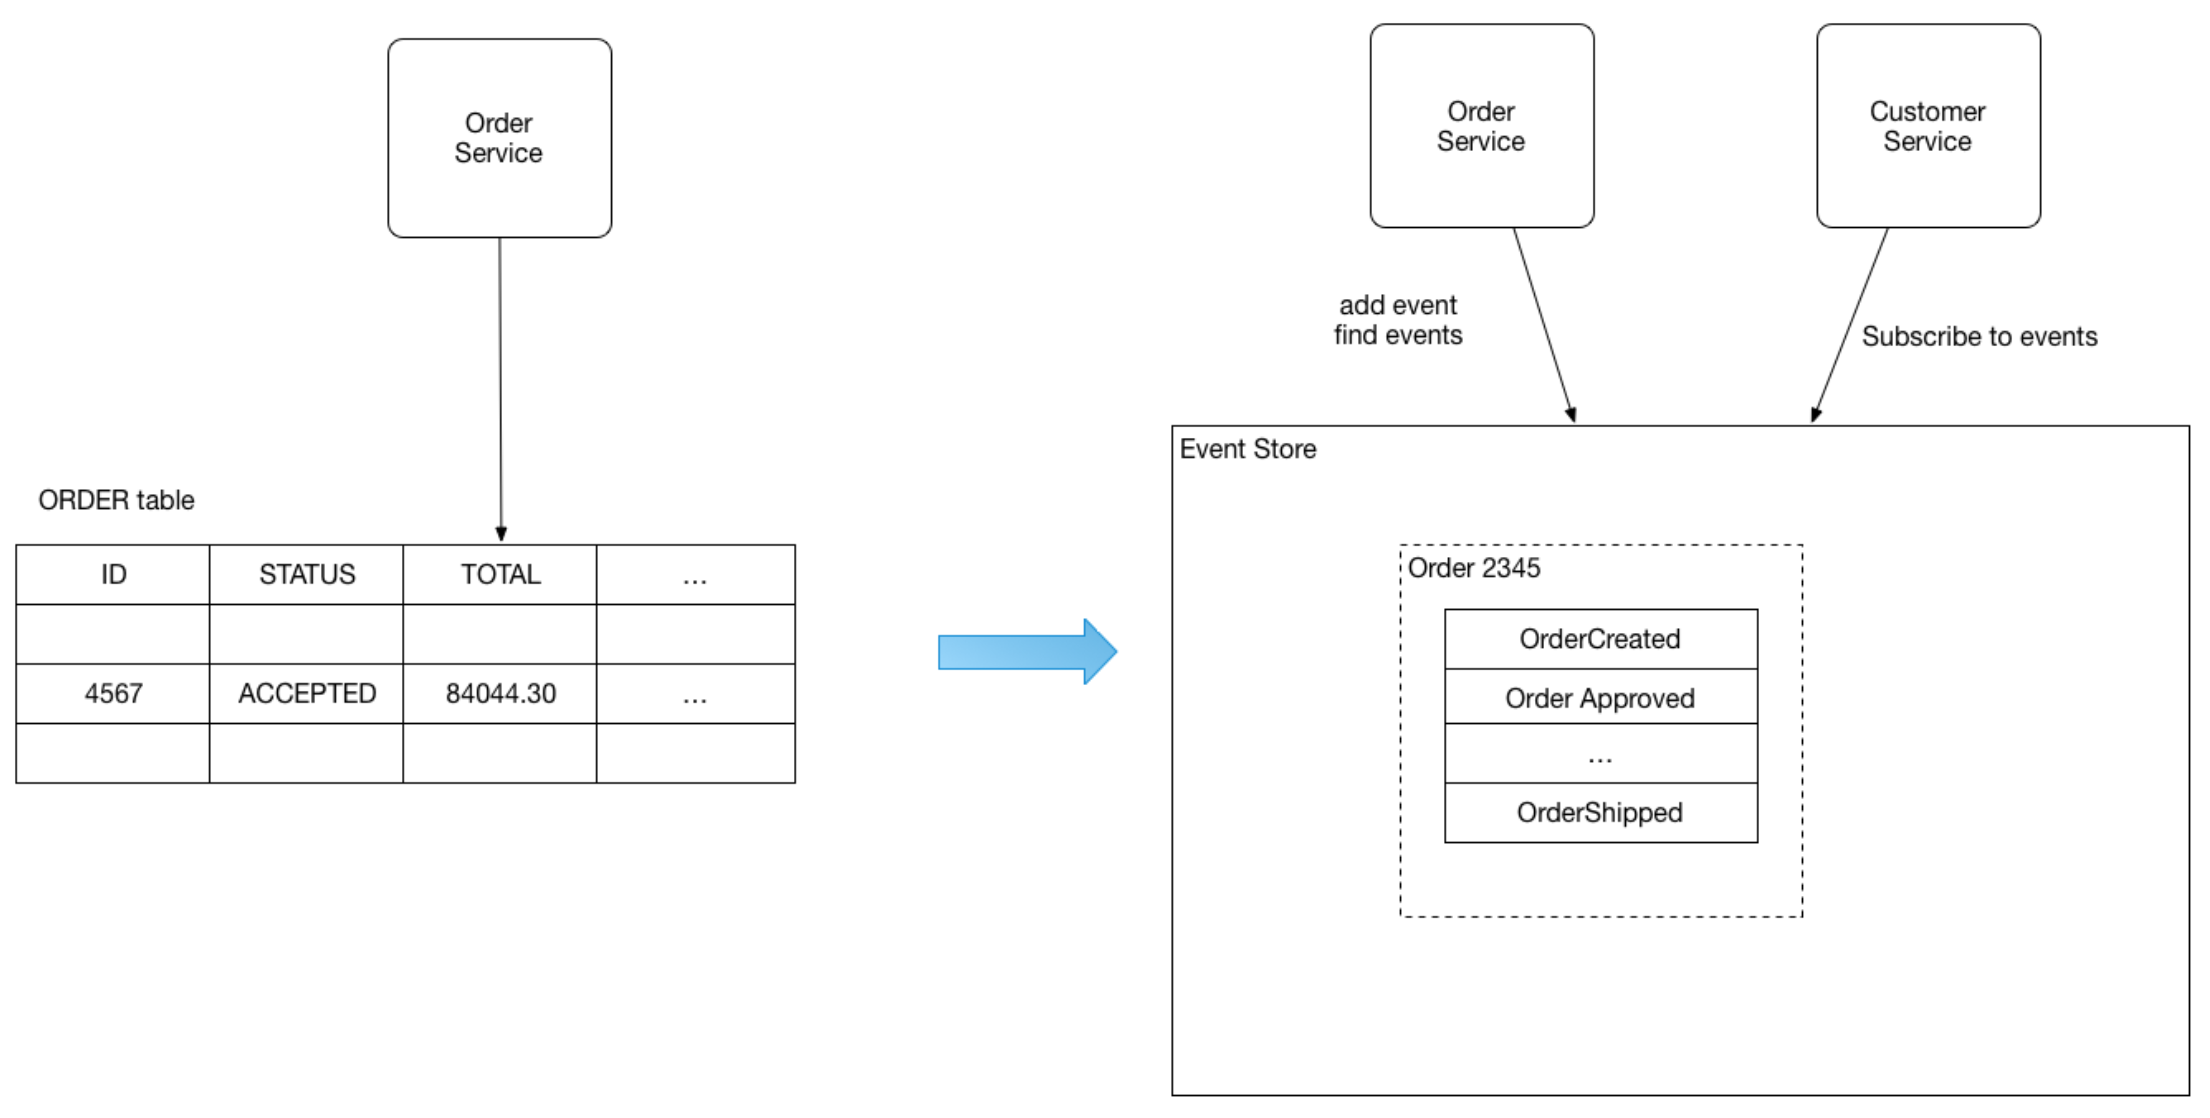 Order
Service
ORDER table
ID STATUS TOTAL ...
4567 ACCEPTED 84044.30 ...
Order
Service
Customer
Service
add event
find events
Subscribe to events
Event Store
Order 2345
OrderCreated
Order Approved
...
OrderShipped